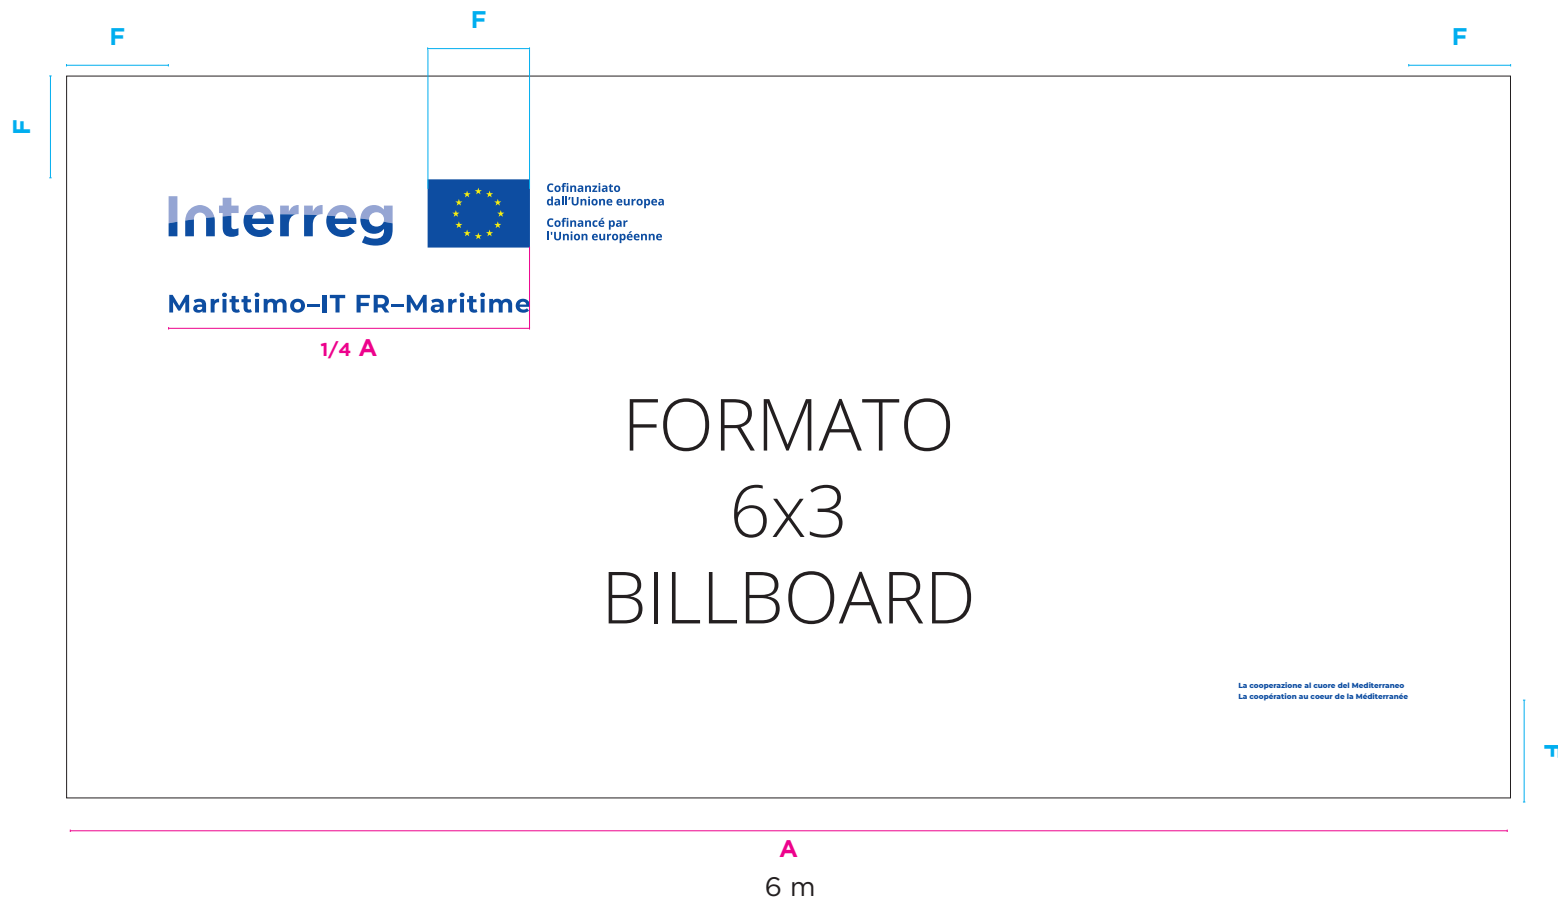 F
F
F
F
Interreg
Cofinanziato
dall'Unione europea
Cofinancé par
l'Union européenne
Marittimo–IT FR–Maritime
1/4 A
FORMATO
6x3
BILLBOARD
La cooperazione al cuore del Mediterraneo
La coopération au coeur de la Méditerranée
F
A
6 m